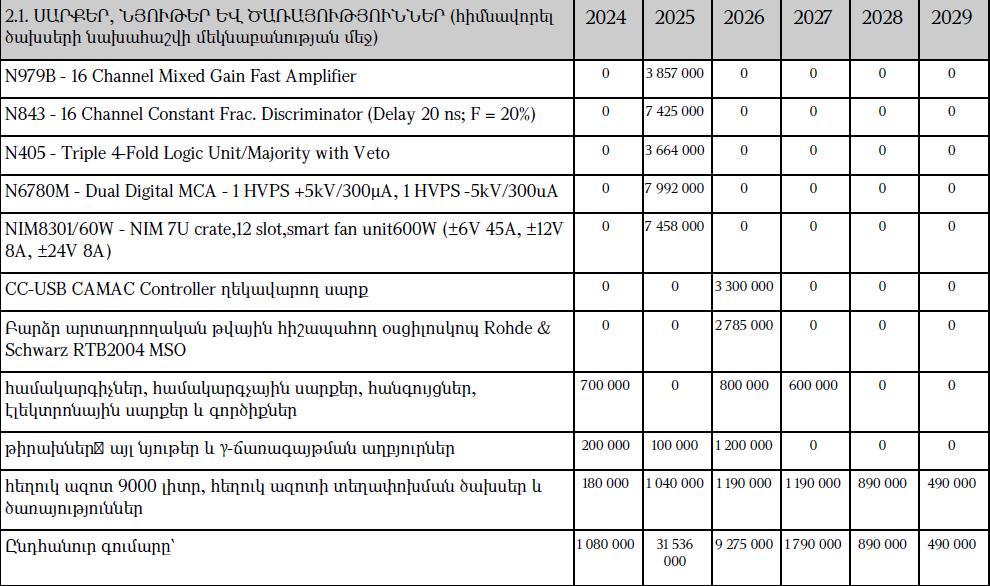 2.1. ՍԱՐՔԵՐ, ՆՅՈՒԹԵՐ ԵՎ ԾԱՌԱՅՈՒԹՅՈՒՆՆԵՐ (հիմնավորել 2024 2025 2026 2027 2028 2029
ծախսերի նախահաշվի մեկնաբանության մեջ)
N979B - 16 Channel Mixed Gain Fast Amplifier 0 3 857 000 0 0 0 0
N843 - 16 Channel Constant Frac. Discriminator (Delay 20 ns; F = 20%) 0 7 425 000 0 0 0 0
N405 - Triple 4-Fold Logic Unit/Majority with Veto 0 3 664 000 0 0 0 0
N6780M - Dual Digital MCA - 1 HVPS +5kV/300μA, 1 HVPS -5kV/300uA 0 7 992 000 0 0 0 0
NIM8301/60W - NIM 7U crate,12 slot,smart fan unit600W (±6V 45A, ±12V 0 7 458 000 0 0 0 0
8A, ±24V 8A)
CC-USB CAMAC Controller ղեկավարող սարք 0 0 3 300 000 0 0 0
Բարձր արտադրողական թվային հիշապահող օսցիլոսկոպ Rohde & 0 0 2 785 000 0 0 0
Schwarz RTB2004 MSO
համակարգիչներ, համակարգչային սարքեր, հանգույցներ, 700 000 0 800 000 600 000 0 0
էլեկտրոնային սարքեր և գործիքներ
թիրախներ այլ նյութեր և γ-ճառագայթման աղբյուրներ 200 000 100 000 1 200 000 0 0 0
հեղուկ ազոտ 9000 լիտր, հեղուկ ազոտի տեղափոխման ծախսեր և 180 000 1 040 000 1 190 000 1 190 000 890 000 490 000
ծառայություններ
Ընդհանուր գումարը՝ 1 080 000 31 536 9 275 000 1 790 000 890 000 490 000
000